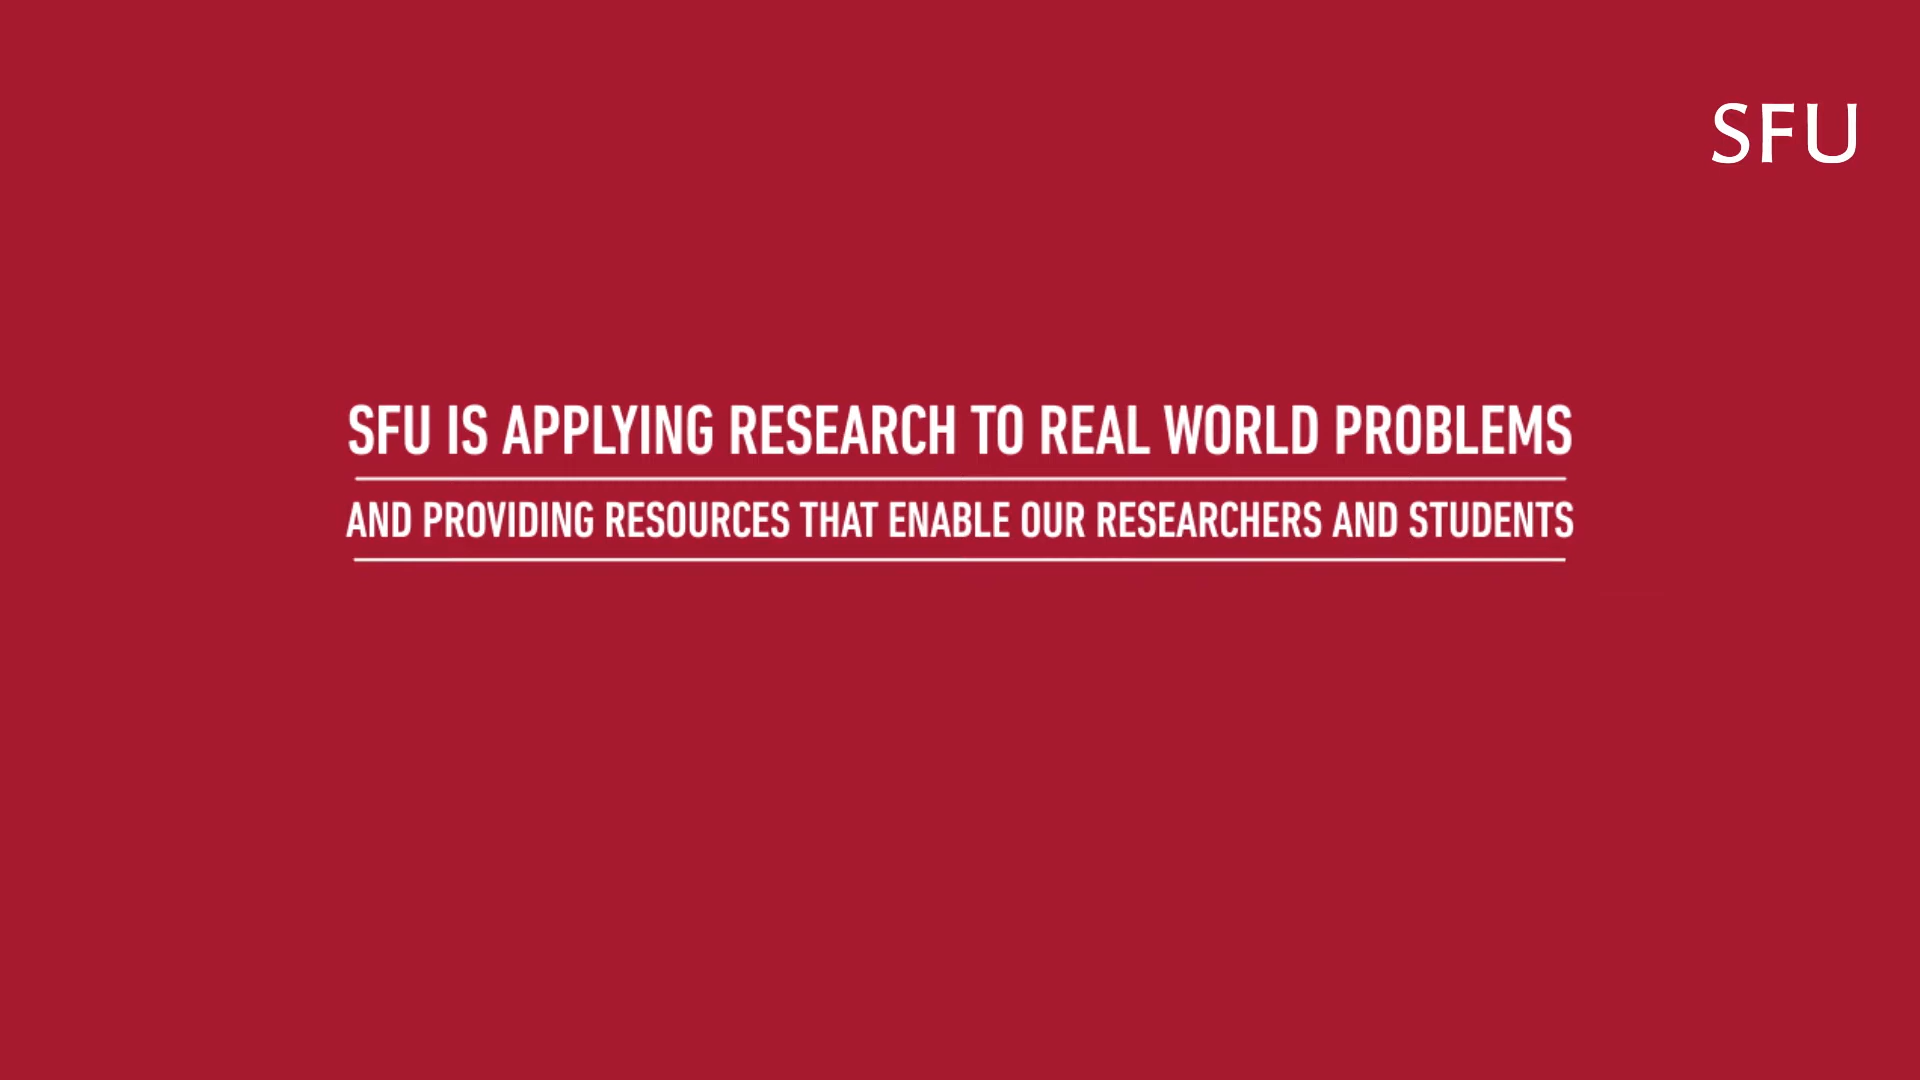 SFU
SFU IS APPLYING RESEARCH TO REAL WORLD PROBLEMS
AND PROVIDING RESOURCES THAT ENABLE OUR RESEARCHERS AND STUDENTS